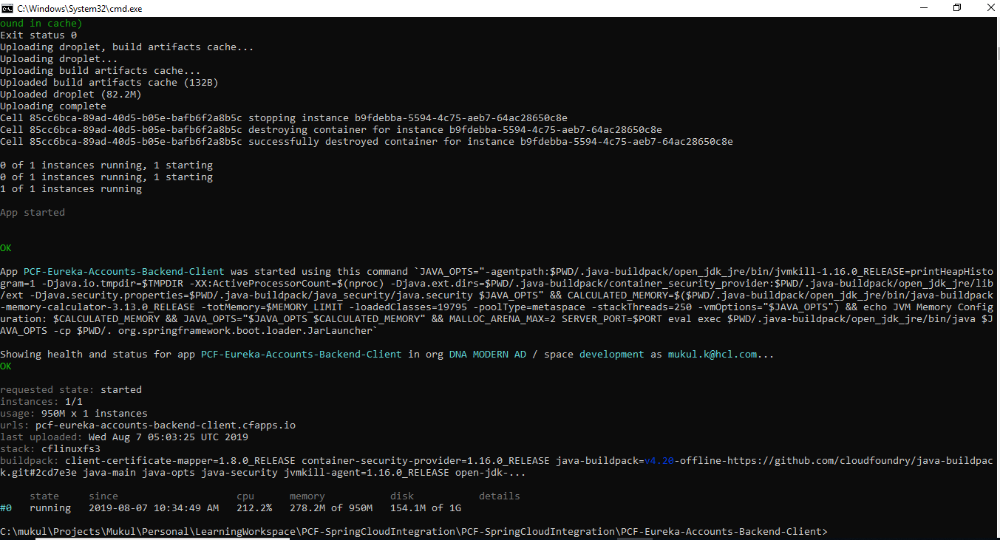 C:\Windows\System32\cmd.exe
ound in cache)
Exit status 0
Uploading droplet, build artifacts cache...
Uploading droplet...
Uploading build artifacts cache...
Uploaded build artifacts cache (132B)
Uploaded droplet (82.2M)
Uploading complete
Cell 85cc6bca-89ad-40d5-b05e-bafb6f2a8b5c stopping instance b9fdebba-5594-4c75-aeb7-64ac28650c8e
Cell 85cc6bca-89ad-40d5-b05e-bafb6f2a8b5c destroying container for instance b9fdebba-5594-4c75-aeb7-64ac28650c8e
Cell 85cc6bca-89ad-40d5-b05e-bafb6f2a8b5c successfully destroyed container for instance b9fdebba-5594-4c75-aeb7-64ac28650c8e
0 of 1 instances running, 1 starting
0 of 1 instances running, 1 starting
1 of 1 instances running
App started
OK
App PCF-Eureka-Accounts-Backend-Client was started using this command `JAVA_OPTS="-agentpath:$PWD/.java-buildpack/open_jdk_jre/bin/jvmkill-1.16.0_RELEASE=printHeapHisto
gram=1 -Djava.io.tmpdir=$TMPDIR -XX:ActiveProcessorCount=$(nproc) -Djava.ext.dirs=$PWD/.java-buildpack/container_security_provider:$PWD/.java-buildpack/open_jdk_jre/lib
/ext -Djava.security.properties=$PWD/.java-buildpack/java_security/java.security $JAVA_OPTS" && CALCULATED_MEMORY=$($PWD/.java-buildpack/open_jdk_jre/bin/java-buildpack
-memory-calculator-3.13.0_RELEASE -totMemory=$MEMORY_LIMIT -loadedClasses=19795 -poolType=metaspace -stackThreads=250 -vmOptions="$JAVA_OPTS") && echo JVM Memory Config
uration: $CALCULATED_MEMORY && JAVA_OPTS="$JAVA_OPTS $CALCULATED_MEMORY" && MALLOC_ARENA_MAX=2 SERVER_PORT=$PORT eval exec $PWD/.java-buildpack/open_jdk_jre/bin/java $J
AVA_OPTS -cp $PWD/. org.springframework.boot.loader.JarLauncher`
Showing health and status for app PCF-Eureka-Accounts-Backend-Client in org DNA MODERN AD / space development as mukul.k@hcl.com...
OK
requested state: started
instances: 1/1
usage: 950M x 1 instances
urls: pcf-eureka-accounts-backend-client.cfapps.io
last uploaded: Wed Aug 7 05:03:25 UTC 2019
stack: cflinuxfs3
buildpack: client-certificate-mapper=1.8.0_RELEASE container-security-provider=1.16.0_RELEASE java-buildpack=v4.20-offline-https://github.com/cloudfoundry/java-buildpac
k.git#2cd7e3e java-main java-opts java-security jvmkill-agent=1.16.0_RELEASE open-jdk-...
state since cpu memory disk details
#0 running 2019-08-07 10:34:49 AM 212.2% 278.2M of 950M 154.1M of 1G
C:\mukul\Projects\Mukul\Personal\LearningWorkspace\PCF-SpringCloudIntegration\PCF-SpringCloudIntegration\PCF-Eureka-Accounts-Backend-Client>